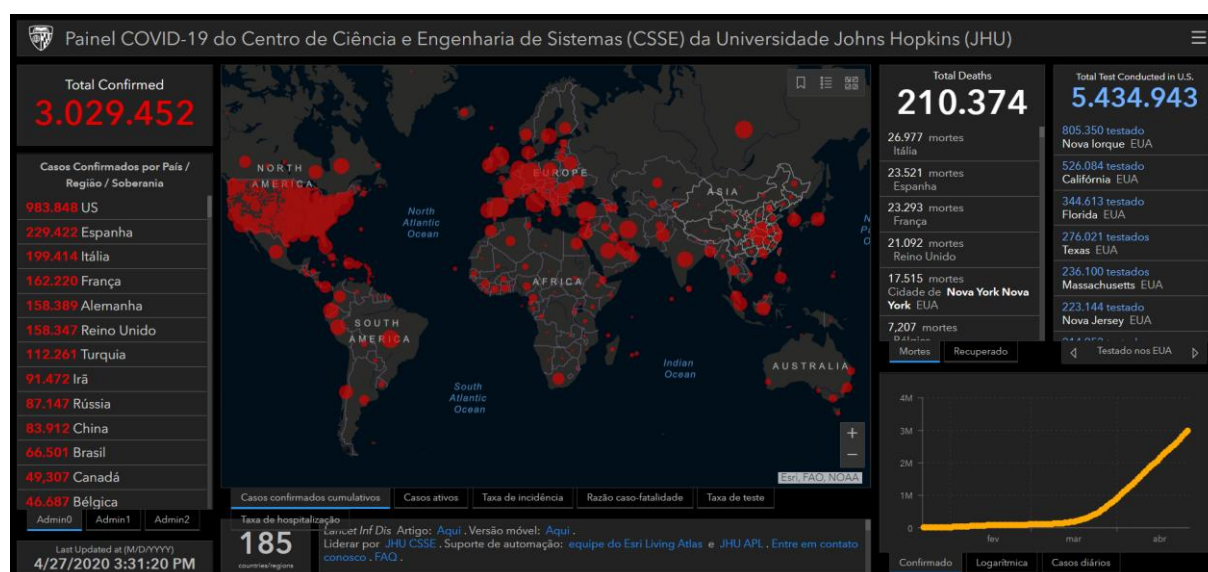 Painel COVID-19 do Centro de Ciência e Engenharia de Sistemas (CSSE) da Universidade Johns Hopkins (JHU)
Total Confirmed
3.029.452
Casos Confirmados por País /
Região / Soberania
983.848 US
229.422 Espanha
199.414 Itália
162.220 França
158.389 Alemanha
158.347 Reino Unido
112.261 Turquia
91.472 Irã
87.147 Rússia
83.912 China
66.501 Brasil
49,307 Canadá
46.687 Bélgica
Admin0 Admin1 Admin2
Last Updated at (M/D/YYYY)
4/27/2020 3:31:20 PM
NORTH
AMERICA
North
Atlantic
Ocean
EUROPE
ASIA
AFRICA
SOUTH
AMERICA
South
Atlantic
Ocean
Indian
Ocean
AUSTRALIA
N
P
O
+
−
Esri, FAO, NOAA
Casos confirmados cumulativos Casos ativos Taxa de incidência Razão caso-fatalidade Taxa de teste
Taxa de hospitalização
185
countries/regions
Lancet Inf Dis Artigo: Aqui . Versão móvel: Aqui .
Liderar por JHU CSSE . Suporte de automação: equipe do Esri Living Atlas e JHU APL . Entre em contato
conosco . FAQ .
Total Deaths
210.374
26.977 mortes
Itália
23.521 mortes
Espanha
23.293 mortes
França
21.092 mortes
Reino Unido
17.515 mortes
Cidade de Nova York Nova
York EUA
7,207 mortes
Bélgica
Mortes Recuperado
Total Test Conducted in U.S.
5.434.943
805.350 testado
Nova Iorque EUA
526.084 testado
Califórnia EUA
344.613 testado
Florida EUA
276.021 testados
Texas EUA
236.100 testados
Massachusetts EUA
223.144 testado
Nova Jersey EUA
Testado nos EUA
4M
3M
2M
1M
0
fev mar abr
Confirmado Logarítmica Casos diários